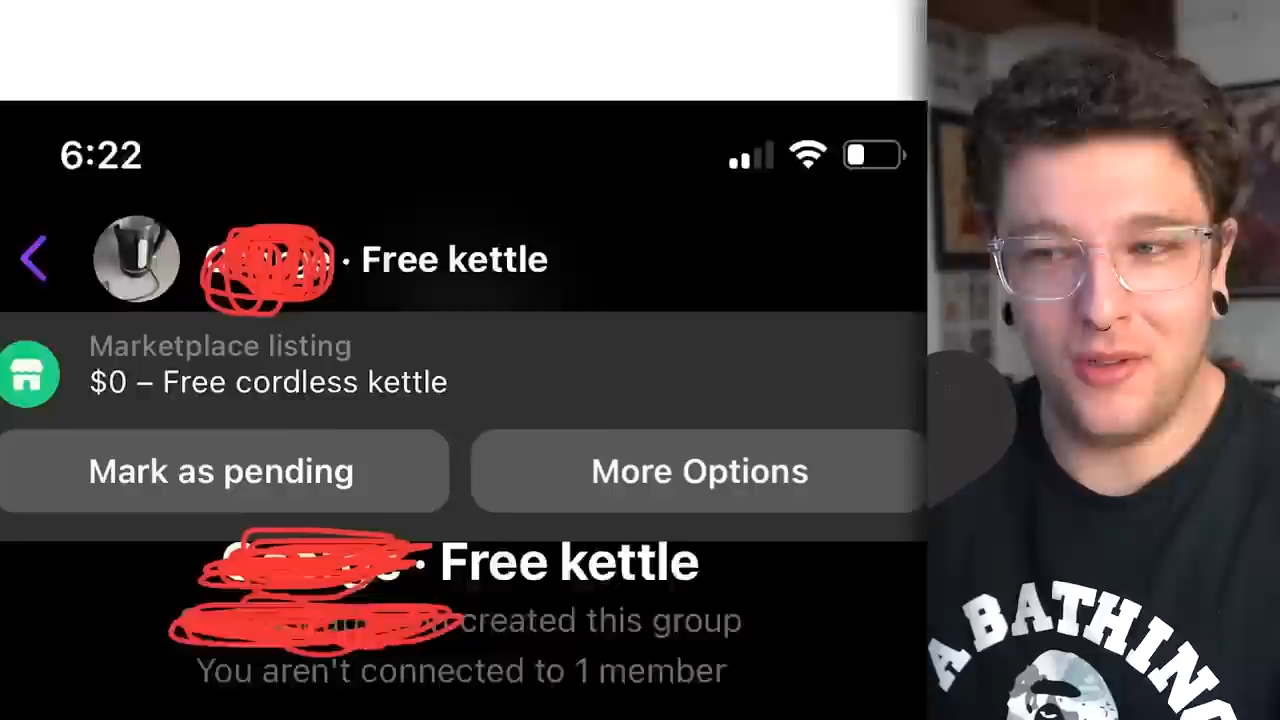 6:22
· Free kettle
Marketplace listing
$0 – Free cordless kettle
Mark as pending
More Options
· Free kettle
created this group
You aren't connected to 1 member
A BATHING